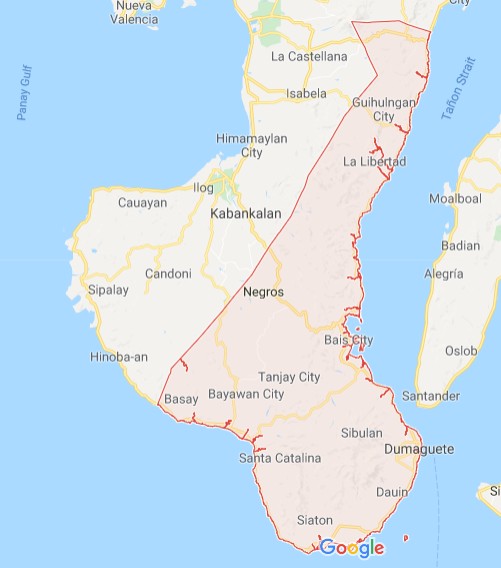 City
Nueva
Valencia
La Castellana
Panay Gulf
Tañon Strait
Isabela
Guihulngan
City
Himamaylan
City
La Libertad
Ilog
Moalboal
Cauayan
Kabankalan
Badian
Candoni
Alegría
Sipalay
Negros
Bais City
Hinoba-an
Oslob
Tanjay City
Basay
Bayawan City
Santander
Sibulan
Dumaguete
Santa Catalina
Dauin
Si
Siaton
Google